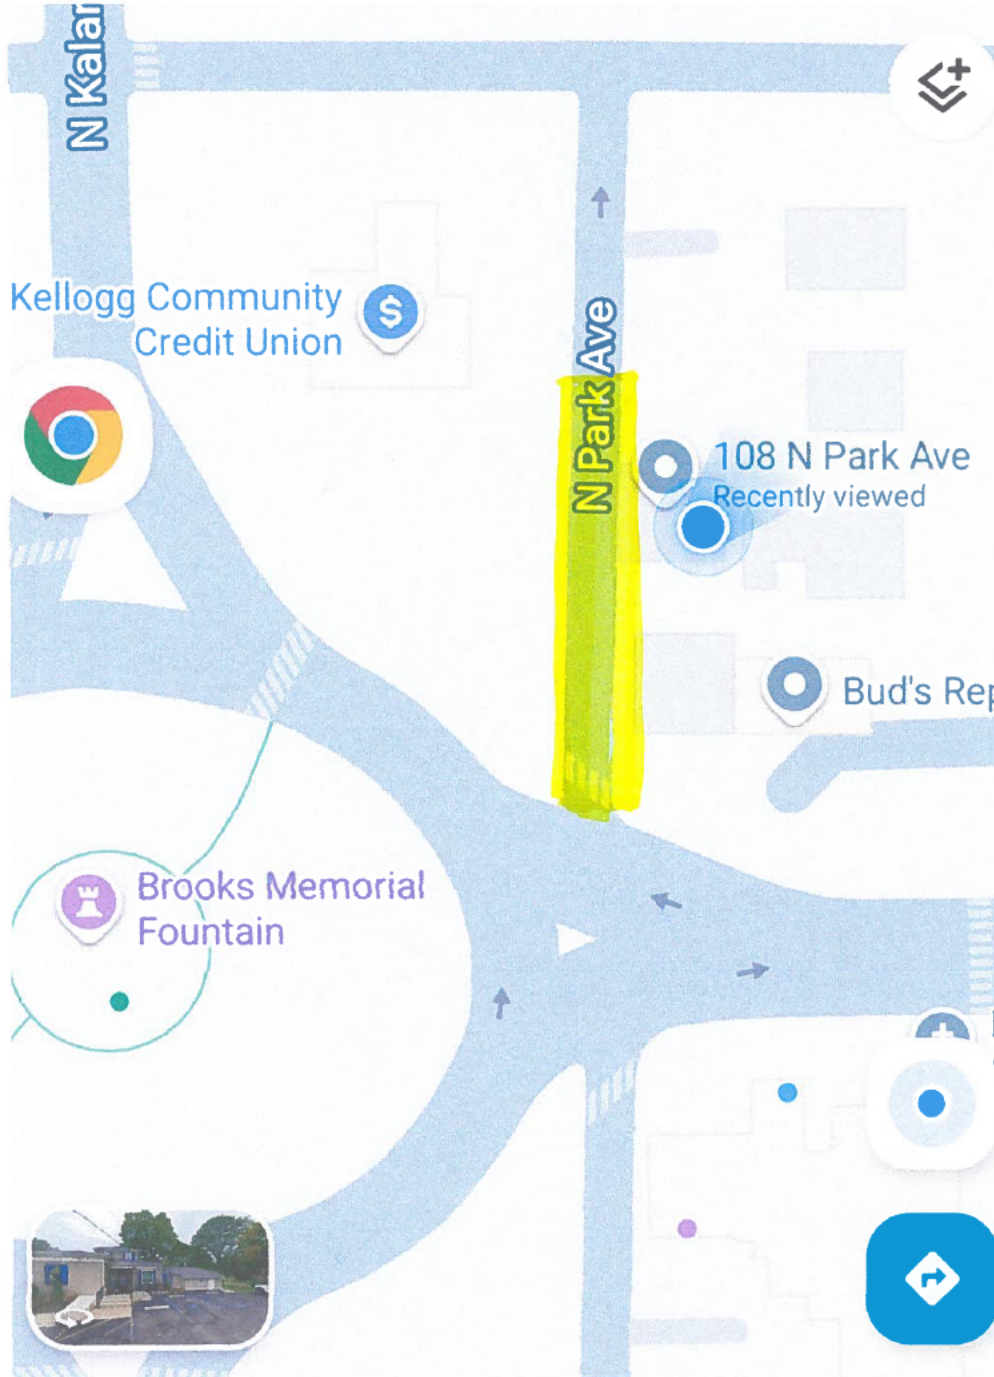 N Kalar
Kellogg Community
Credit Union
N Park Ave
108 N Park Ave
Recently viewed
Bud's Rep
Brooks Memorial
Fountain